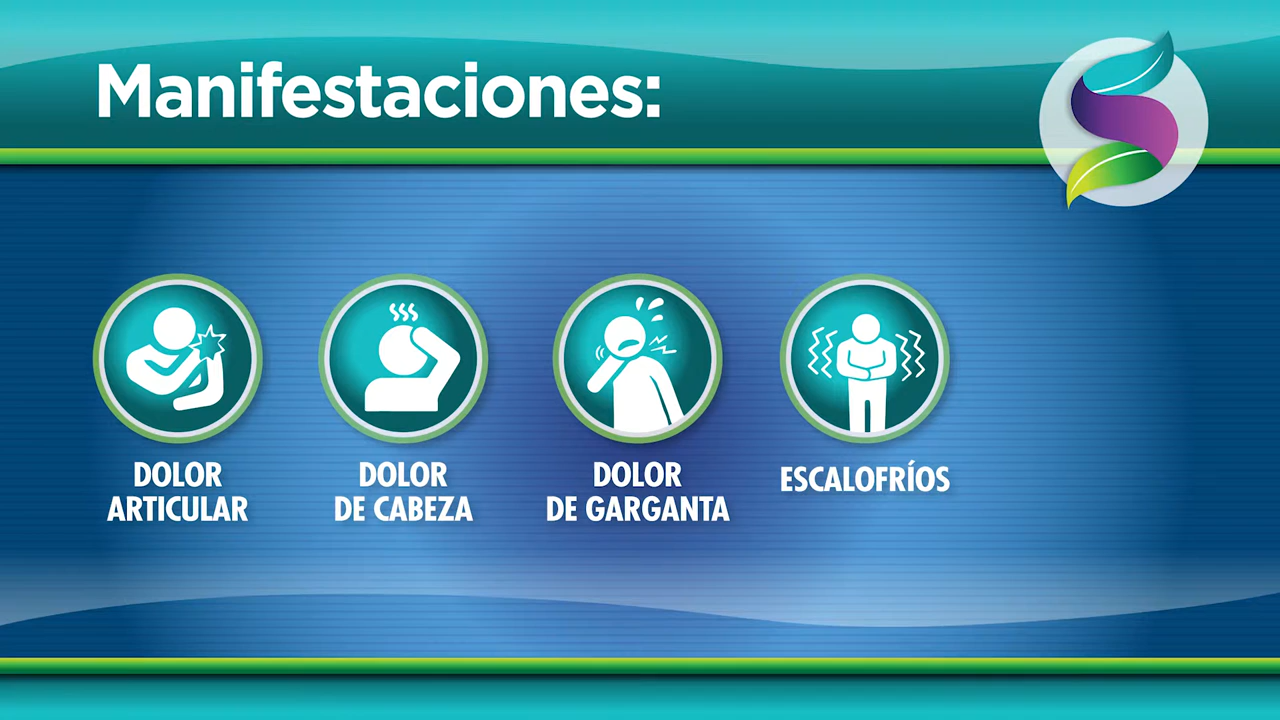 Manifestaciones:
DOLOR
ARTICULAR
DOLOR
DE CABEZA
DOLOR
DE GARGANTA
ESCALOFRÍOS